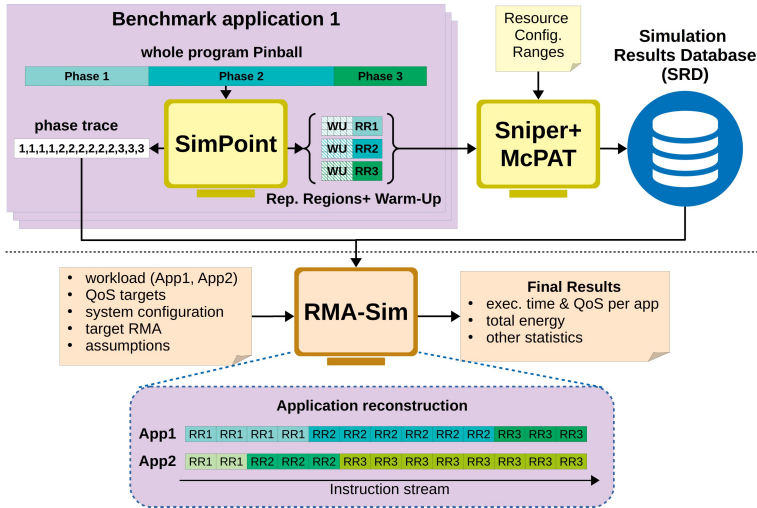 Benchmark application 1
whole program Pinball
Phase 1 Phase 2 Phase 3
phase trace
1,1,1,1,2,2,2,2,2,2,3,3,3
SimPoint
WU RR1
WU RR2
WU RR3
Rep. Regions+ Warm-Up
Resource
Config.
Ranges
Sniper+
McPAT
Simulation
Results Database
(SRD)
• workload (App1, App2)
• QoS targets
• system configuration
• target RMA
• assumptions
RMA-Sim
Final Results
• exec. time & QoS per app
• total energy
• other statistics
Application reconstruction
App1 RR1 RR1 RR1 RR1 RR2 RR2 RR2 RR2 RR2 RR2 RR3 RR3 RR3
App2 RR1 RR1 RR2 RR2 RR2 RR3 RR3 RR3 RR3 RR3 RR3 RR3 RR3
Instruction stream